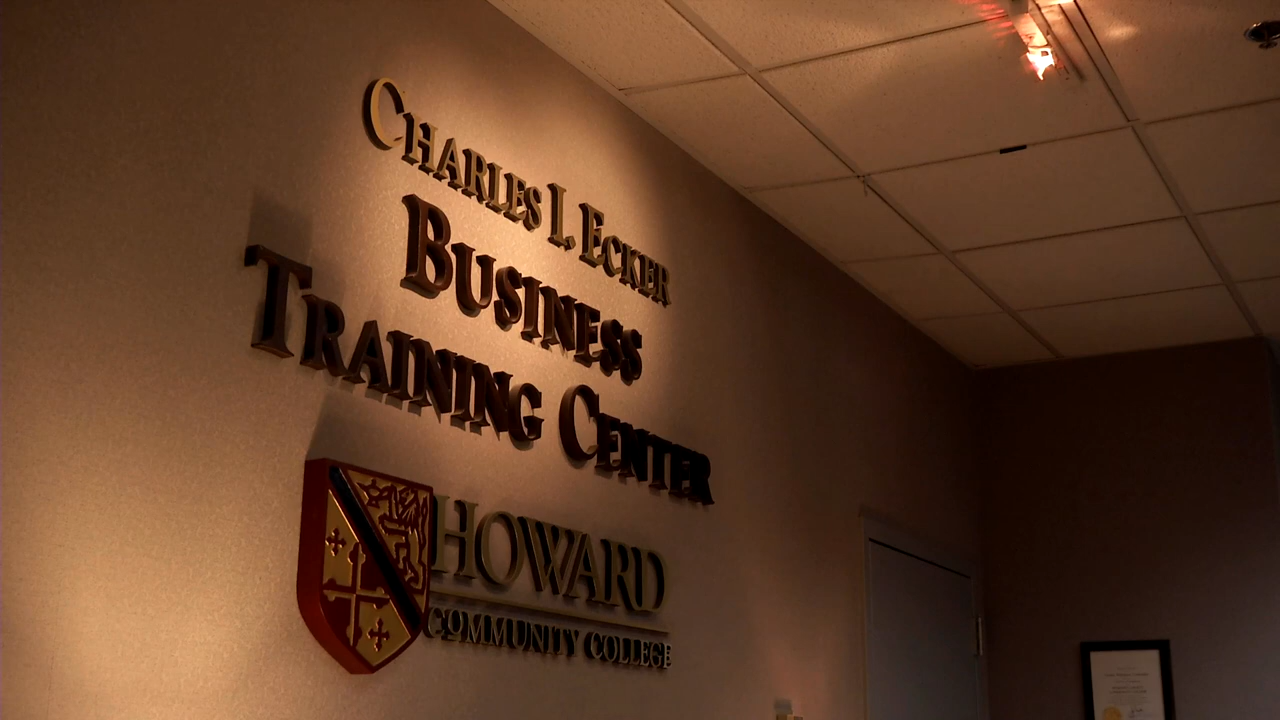 CHARLES I. ECKER
BUSINESS
TRAINING CENTER
HOWARD
COMMUNITY COLLEGE